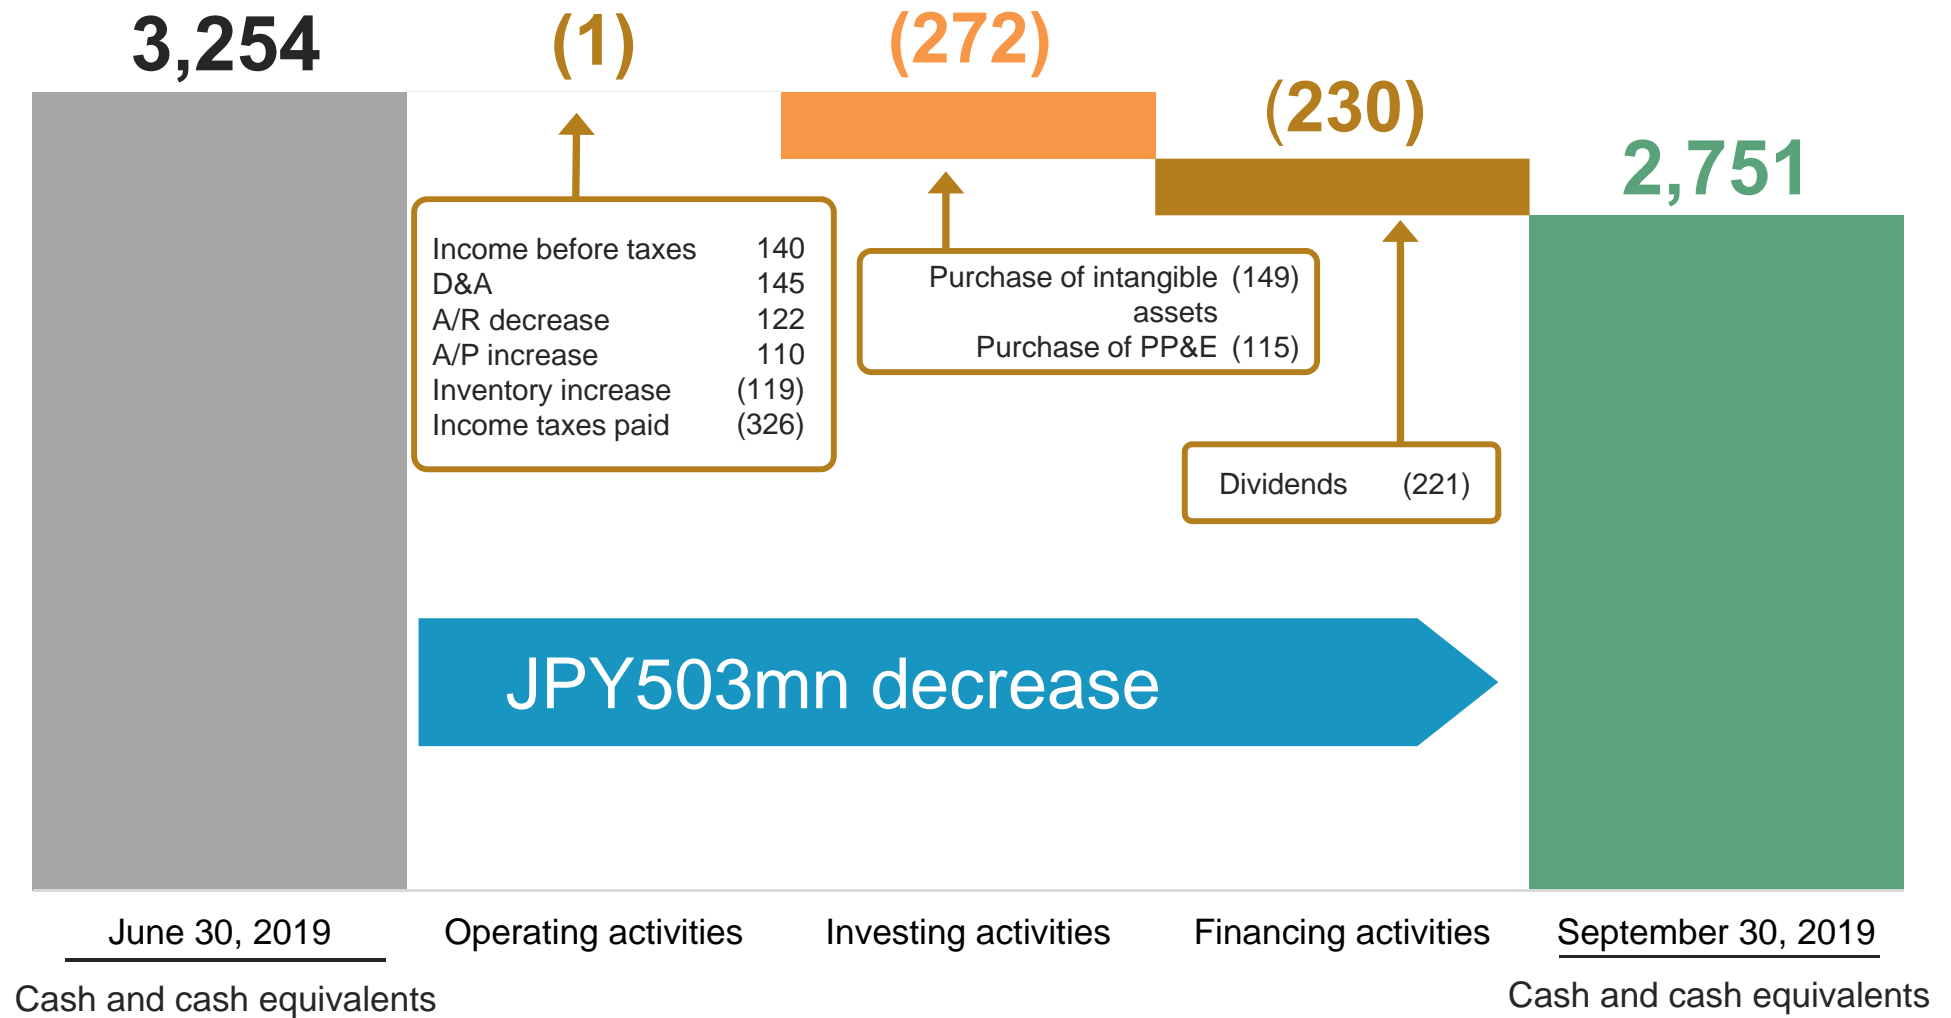 3,254
(1)
(272)
(230)
2,751
Income before taxes 140
D&A 145
A/R decrease 122
A/P increase 110
Inventory increase (119)
Income taxes paid (326)
Purchase of intangible (149)
assets
Purchase of PP&E (115)
Dividends (221)
JPY503mn decrease
June 30, 2019
Operating activities
Investing activities
Financing activities
September 30, 2019
Cash and cash equivalents
Cash and cash equivalents